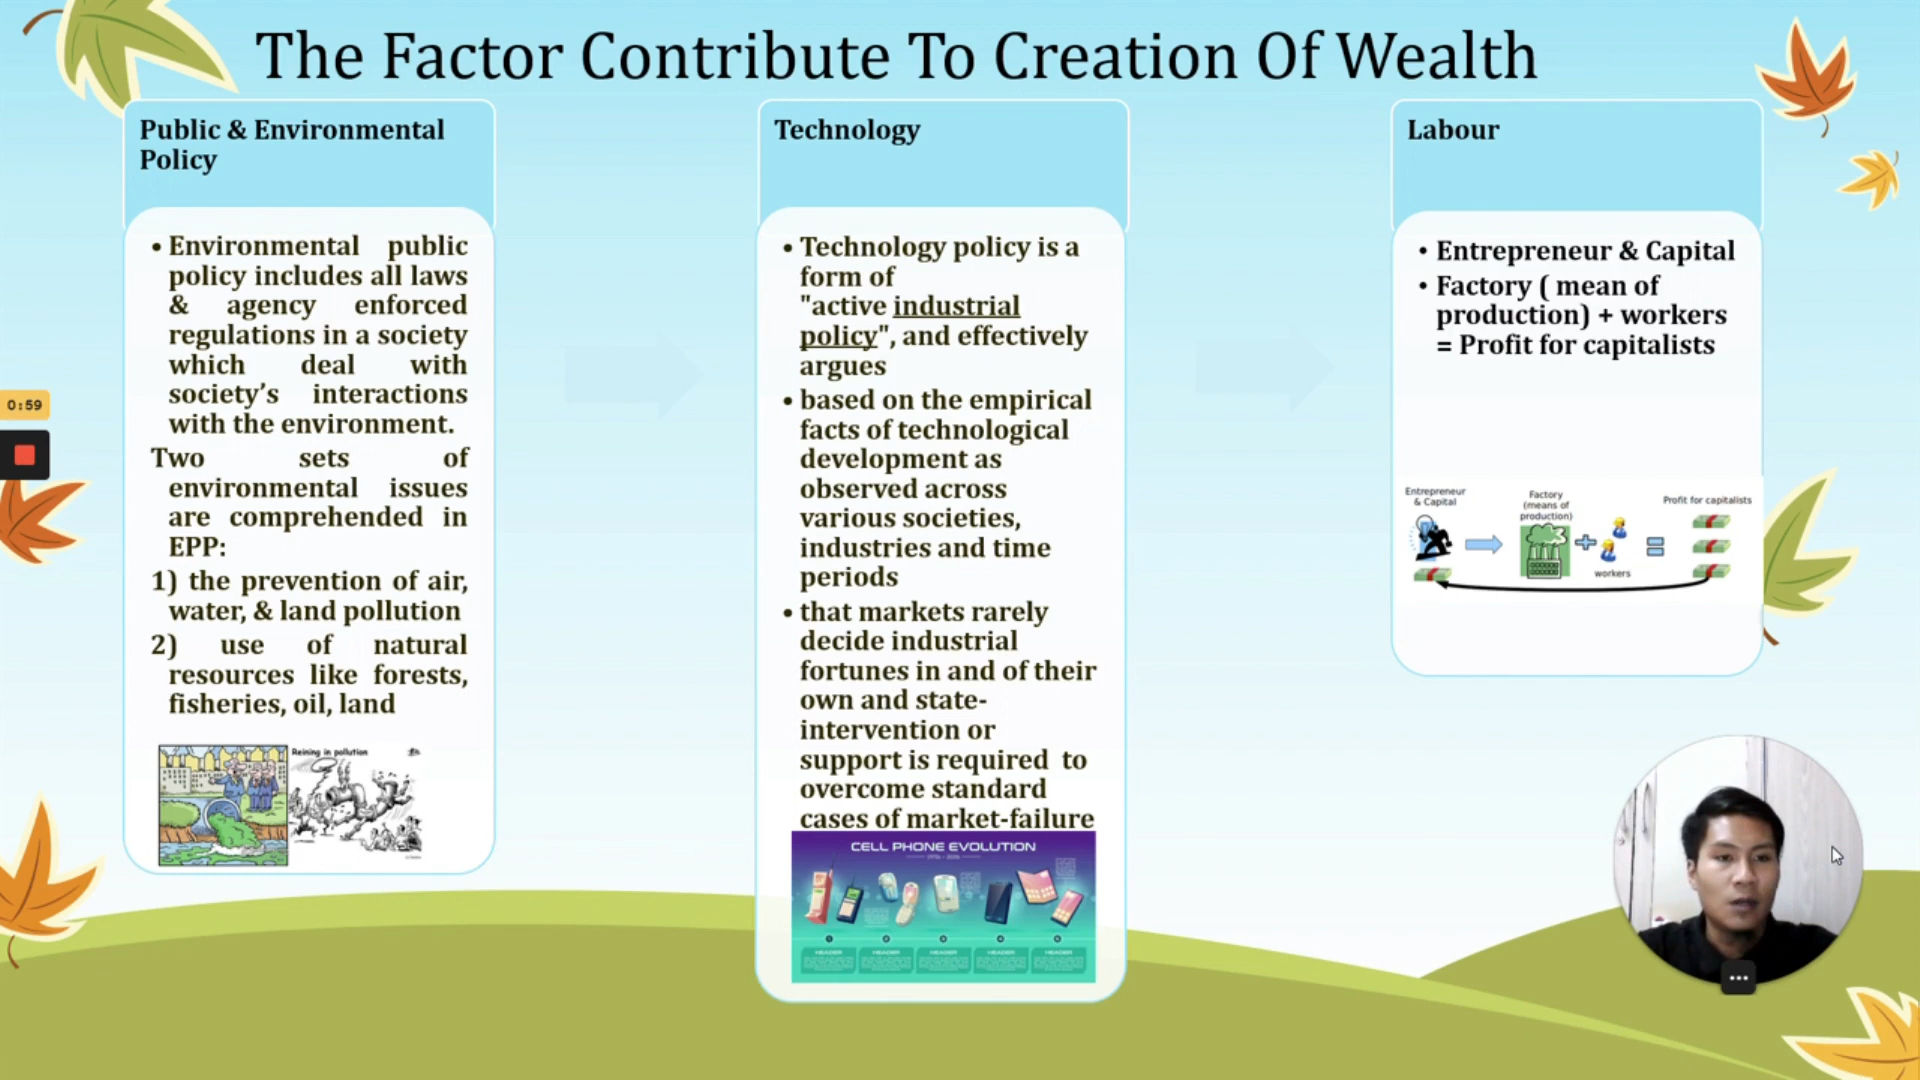 The Factor Contribute To Creation Of Wealth
Public & Environmental
Policy
• Environmental public
policy includes all laws
& agency enforced
regulations in a society
which deal with
society’s interactions
with the environment.
Two sets of
environmental issues
are comprehended in
EPP:
1) the prevention of air,
water, & land pollution
2) use of natural
resources like forests,
fisheries, oil, land
Reining in pollution
Technology
• Technology policy is a
form of
"active industrial
policy", and effectively
argues
• based on the empirical
facts of technological
development as
observed across
various societies,
industries and time
periods
• that markets rarely
decide industrial
fortunes in and of their
own and state-
intervention or
support is required to
overcome standard
cases of market-failure
CELL PHONE EVOLUTION
HEADER
HEADER
HEADER
HEADER
HEADER
Labour
• Entrepreneur & Capital
• Factory ( mean of
production) + workers
= Profit for capitalists
Entrepreneur
& Capital
Factory
(means of
production)
workers
Profit for capitalists
0:59